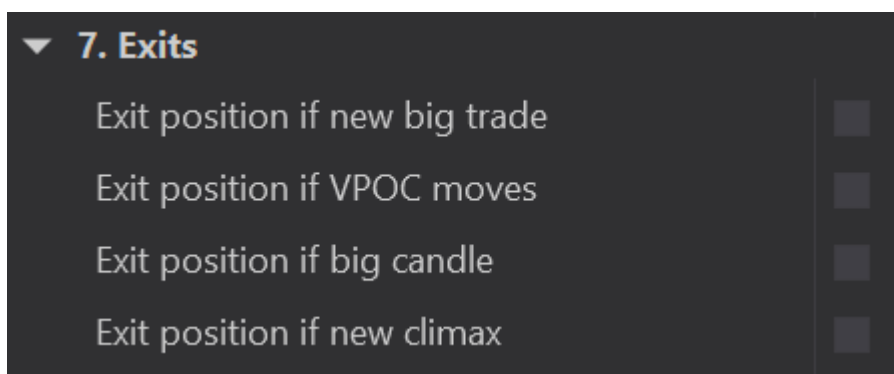 7. Exits
Exit position if new big trade
Exit position if VPOC moves
Exit position if big candle
Exit position if new climax